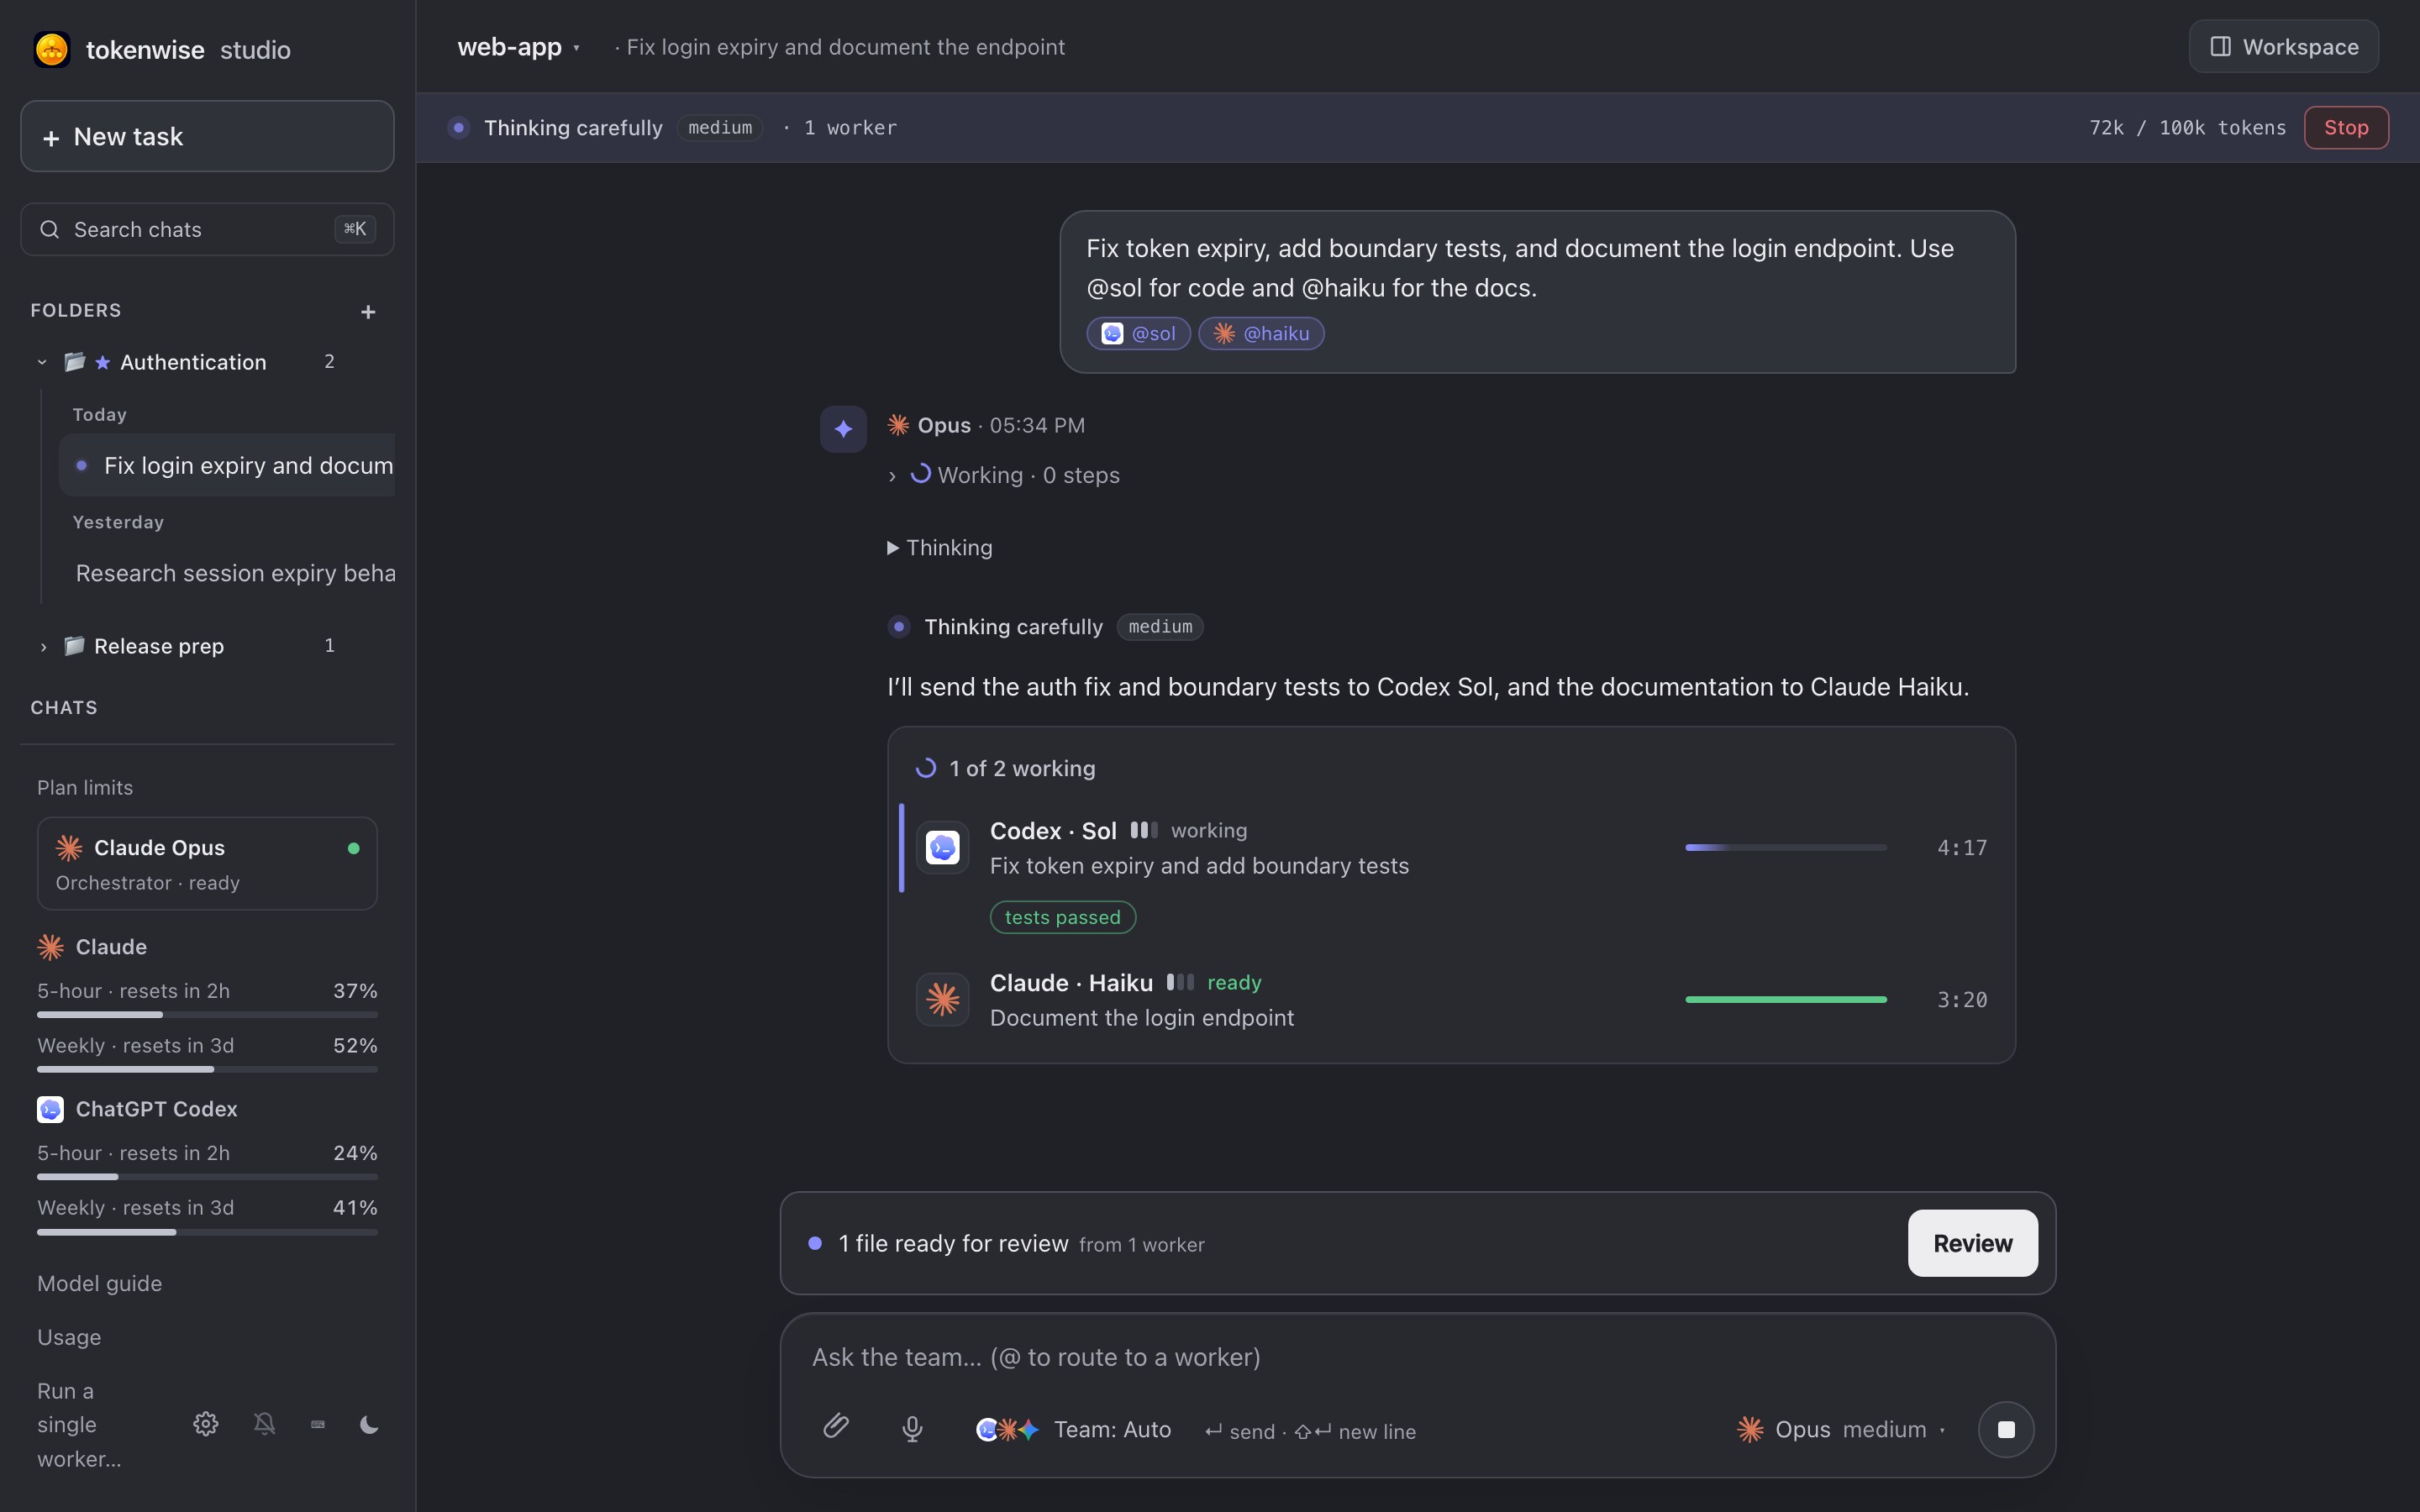 tokenwise studio
+ New task
Search chats ⌘K
FOLDERS +
Authentication 2
Today
Fix login expiry and docum
Yesterday
Research session expiry beha
Release prep 1
CHATS
Plan limits
Claude Opus
Orchestrator · ready
Claude
5-hour · resets in 2h 37%
Weekly · resets in 3d 52%
ChatGPT Codex
5-hour · resets in 2h 24%
Weekly · resets in 3d 41%
Model guide
Usage
Run a
single
worker...
web-app · Fix login expiry and document the endpoint
Workspace
Thinking carefully medium · 1 worker
72k / 100k tokens Stop
Fix token expiry, add boundary tests, and document the login endpoint. Use
@sol for code and @haiku for the docs.
@sol @haiku
Opus · 05:34 PM
Working · 0 steps
Thinking
Thinking carefully medium
I’ll send the auth fix and boundary tests to Codex Sol, and the documentation to Claude Haiku.
1 of 2 working
Codex · Sol working
Fix token expiry and add boundary tests
4:17
tests passed
Claude · Haiku ready
Document the login endpoint
3:20
1 file ready for review from 1 worker
Review
Ask the team... (@ to route to a worker)
Team: Auto ↵ send · ⇧↵ new line
Opus medium